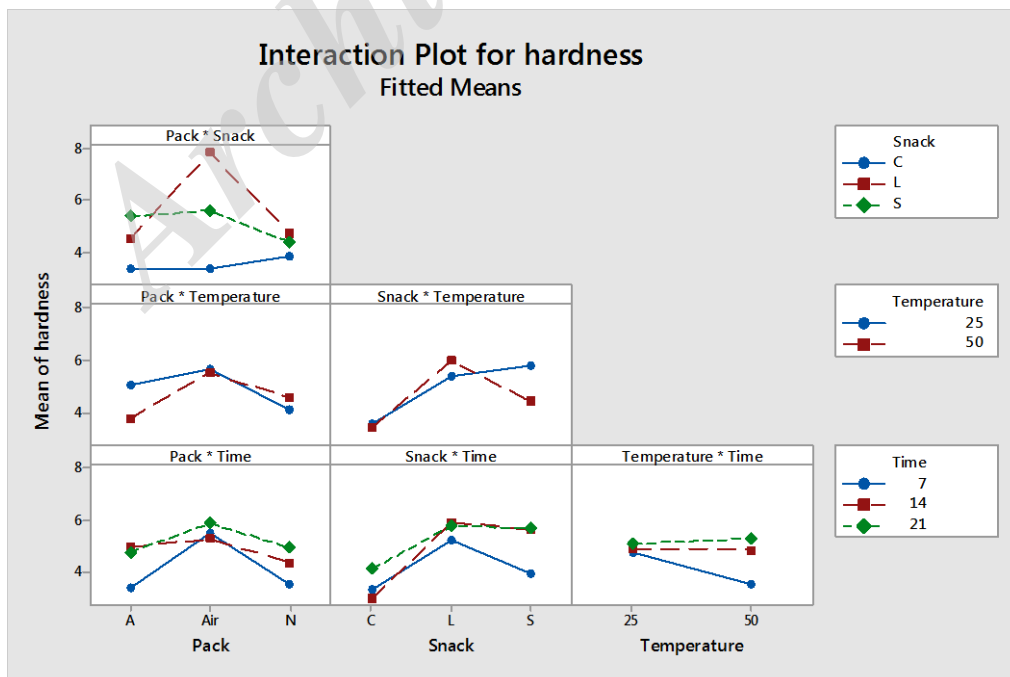 Interaction Plot for hardness
Fitted Means
Mean of hardness
Pack * Snack
8
6
4
Snack
C
L
S
Pack * Temperature
Snack * Temperature
8
6
4
Temperature
25
50
Pack * Time
Snack * Time
Temperature * Time
8
6
4
Time
7
14
21
A Air N
C L S
25 50
Pack
Snack
Temperature
Arch